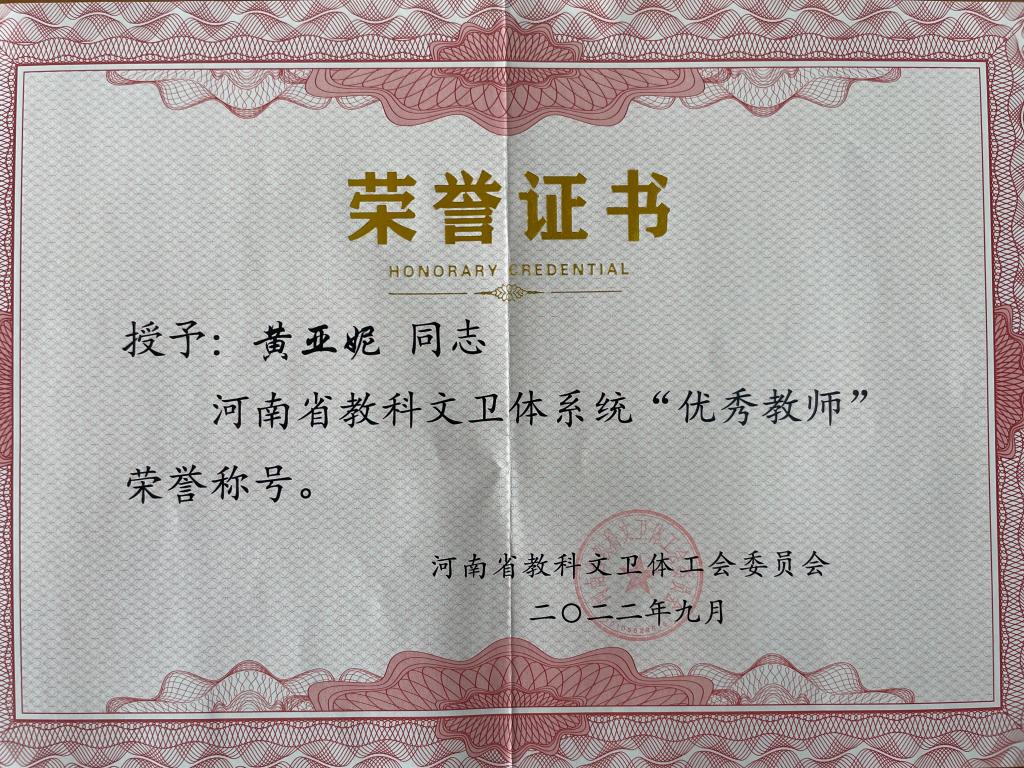 荣誉证书
HONORARY CREDENTIAL
授予：黄亚妮 同志
河南省教科文卫体系统“优秀教师”
荣誉称号。
河南省教科文卫体工会委员会
二〇二二年九月